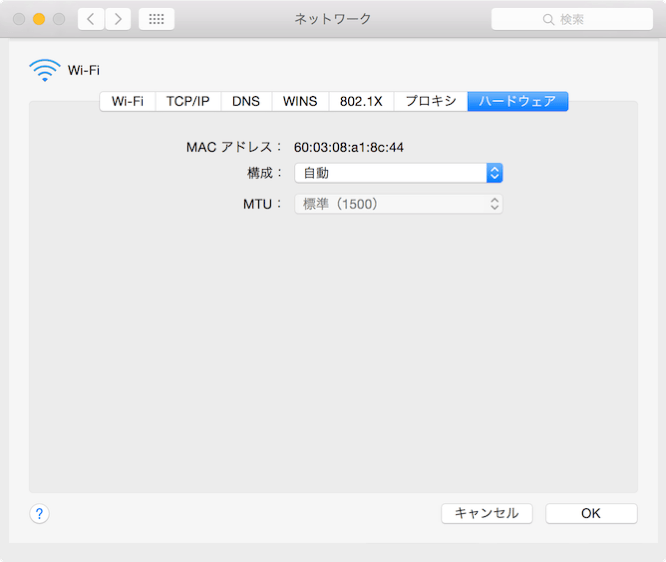 ネットワーク
検索
Wi-Fi
Wi-Fi TCP/IP DNS WINS 802.1X プロキシ ハードウェア
MAC アドレス： 60:03:08:a1:8c:44
構成： 自動
MTU： 標準（1500）
? キャンセル OK